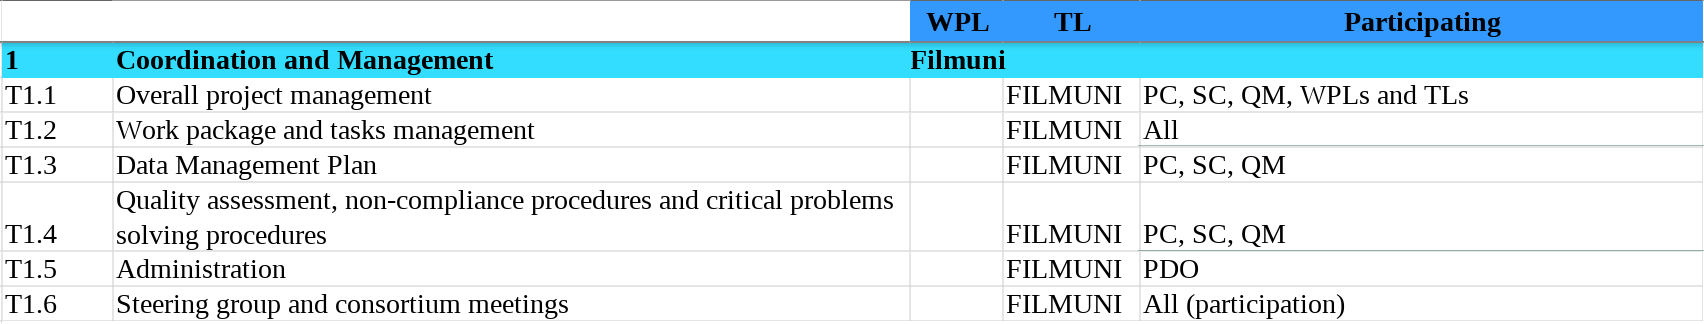 WPL TL Participating
1 Coordination and Management Filmuni
T1.1 Overall project management FILMUNI PC, SC, QM, WPLs and TLs
T1.2 Work package and tasks management FILMUNI All
T1.3 Data Management Plan FILMUNI PC, SC, QM
Quality assessment, non-compliance procedures and critical problems
T1.4 solving procedures FILMUNI PC, SC, QM
T1.5 Administration FILMUNI PDO
T1.6 Steering group and consortium meetings FILMUNI All (participation)